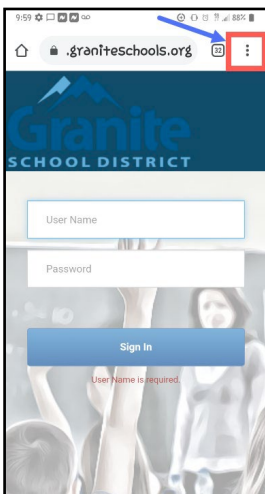 9:59 88%
.graniteschools.org 32
Granite
SCHOOL DISTRICT
User Name
Password
Sign In
User Name is required.